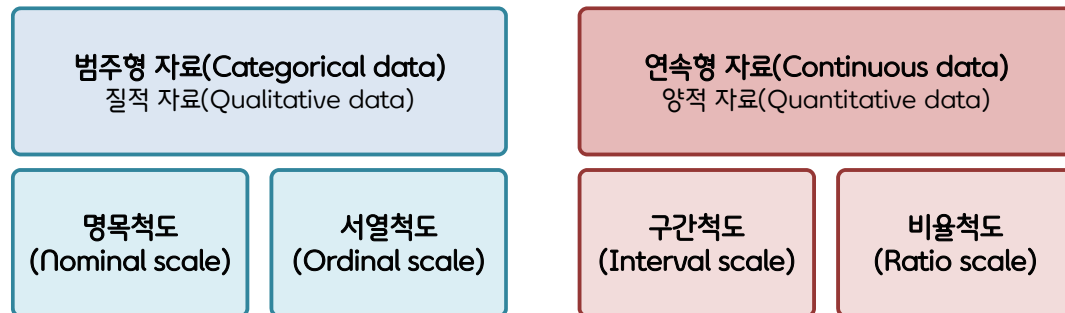 범주형 자료(Categorical data)
질적 자료(Qualitative data)
연속형 자료(Continuous data)
양적 자료(Quantitative data)
명목척도
(Nominal scale)
서열척도
(Ordinal scale)
구간척도
(Interval scale)
비율척도
(Ratio scale)